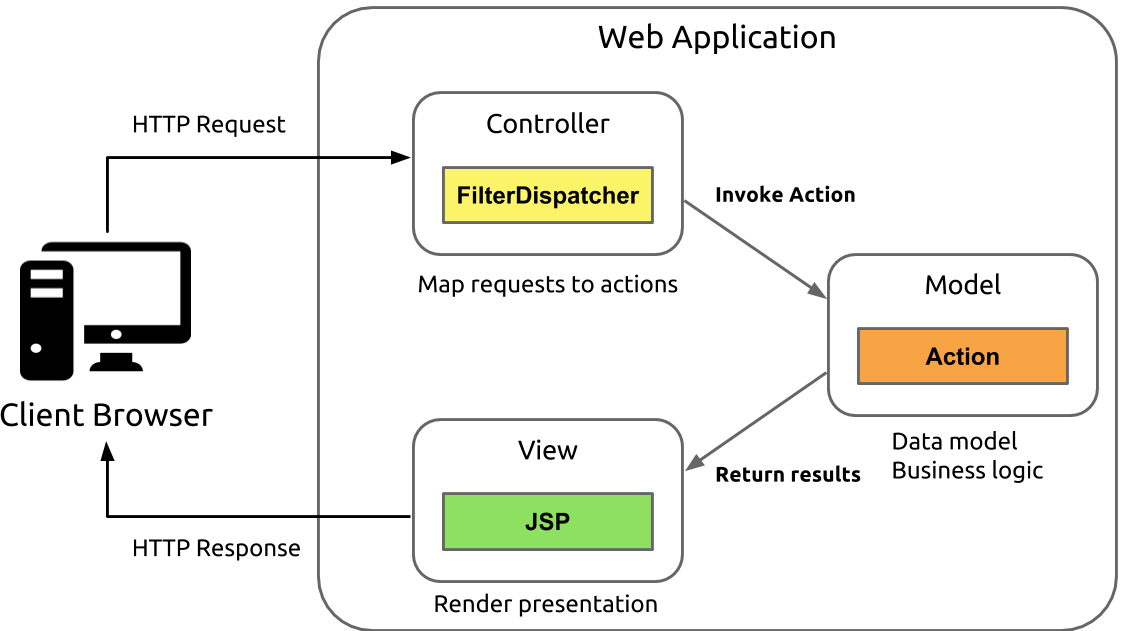 Web Application
HTTP Request
Controller
FilterDispatcher
Map requests to actions
Invoke Action
Model
Action
Data model
Business logic
Return results
View
JSP
Render presentation
HTTP Response
Client Browser